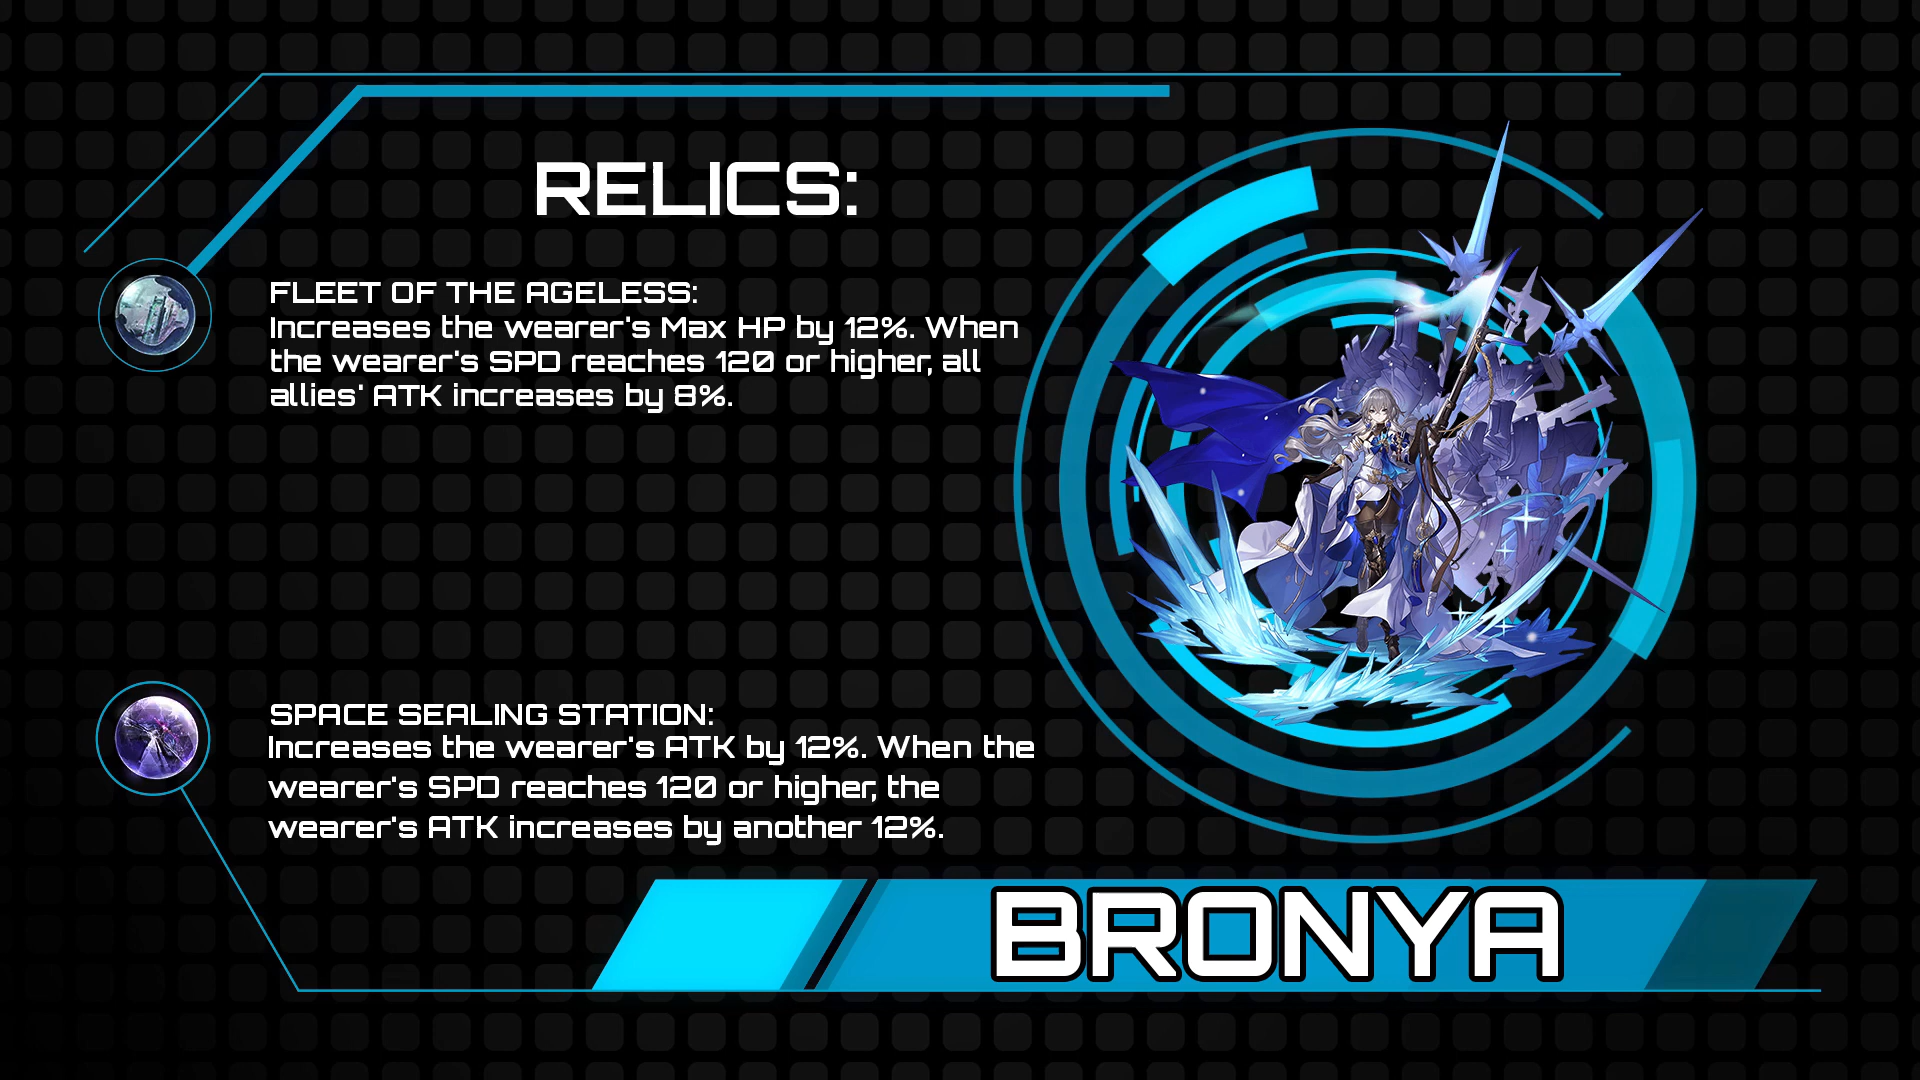 RELICS:
FLEET OF THE AGELESS:
Increases the wearer's Max HP by 12%. When
the wearer's SPD reaches 120 or higher, all
allies' ATK increases by 8%.
SPACE SEALING STATION:
Increases the wearer's ATK by 12%. When the
wearer's SPD reaches 120 or higher, the
wearer's ATK increases by another 12%.
BRONYA